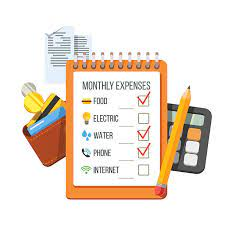 MONTHLY EXPENSES
FOOD
ELECTRIC
WATER
PHONE
INTERNET